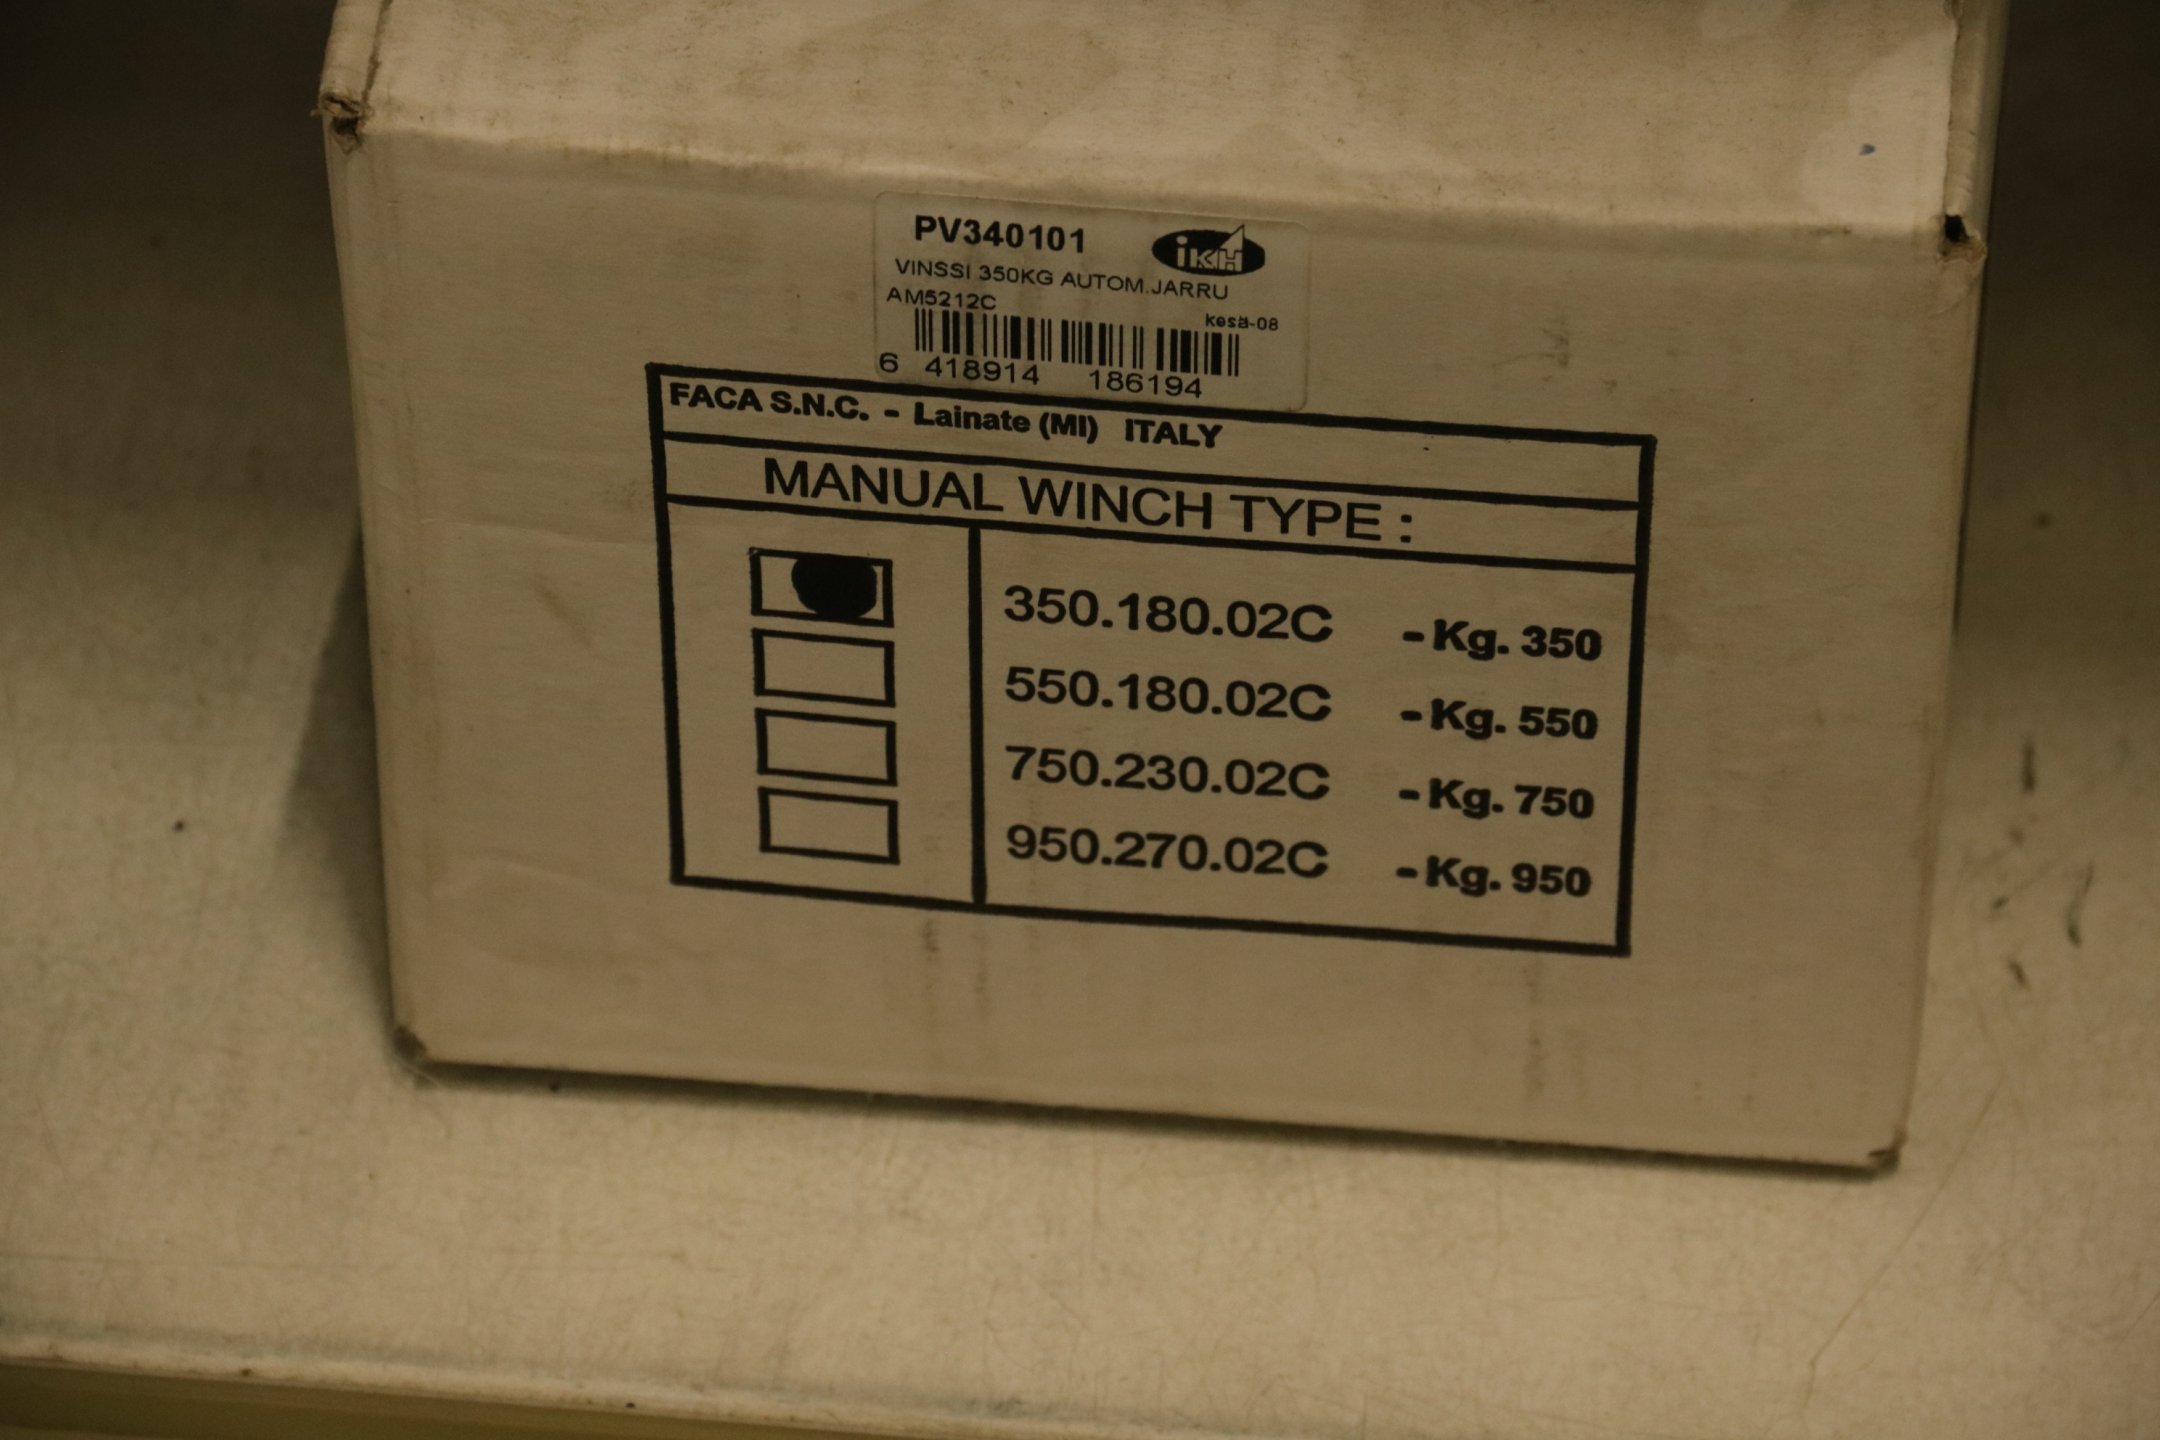 PV340101
iKH
VINSSI 350KG AUTOM.JARRU
AM5212C
kesä-08
6 418914 186194
FACA S.N.C. - Lainate (MI) ITALY
MANUAL WINCH TYPE :
350.180.02C - Kg. 350
550.180.02C - Kg. 550
750.230.02C - Kg. 750
950.270.02C - Kg. 950